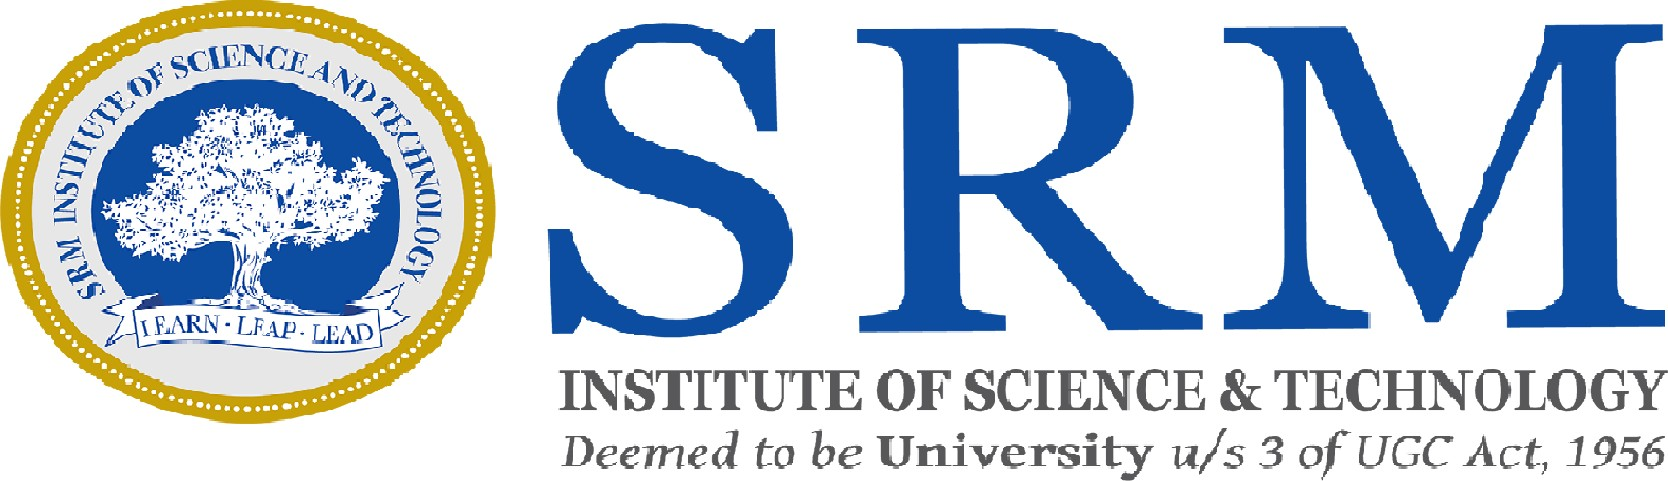 SRM INSTITUTE OF SCIENCE AND TECHNOLOGY
LEARN · LEAP · LEAD
SRM
INSTITUTE OF SCIENCE & TECHNOLOGY
Deemed to be University u/s 3 of UGC Act, 1956